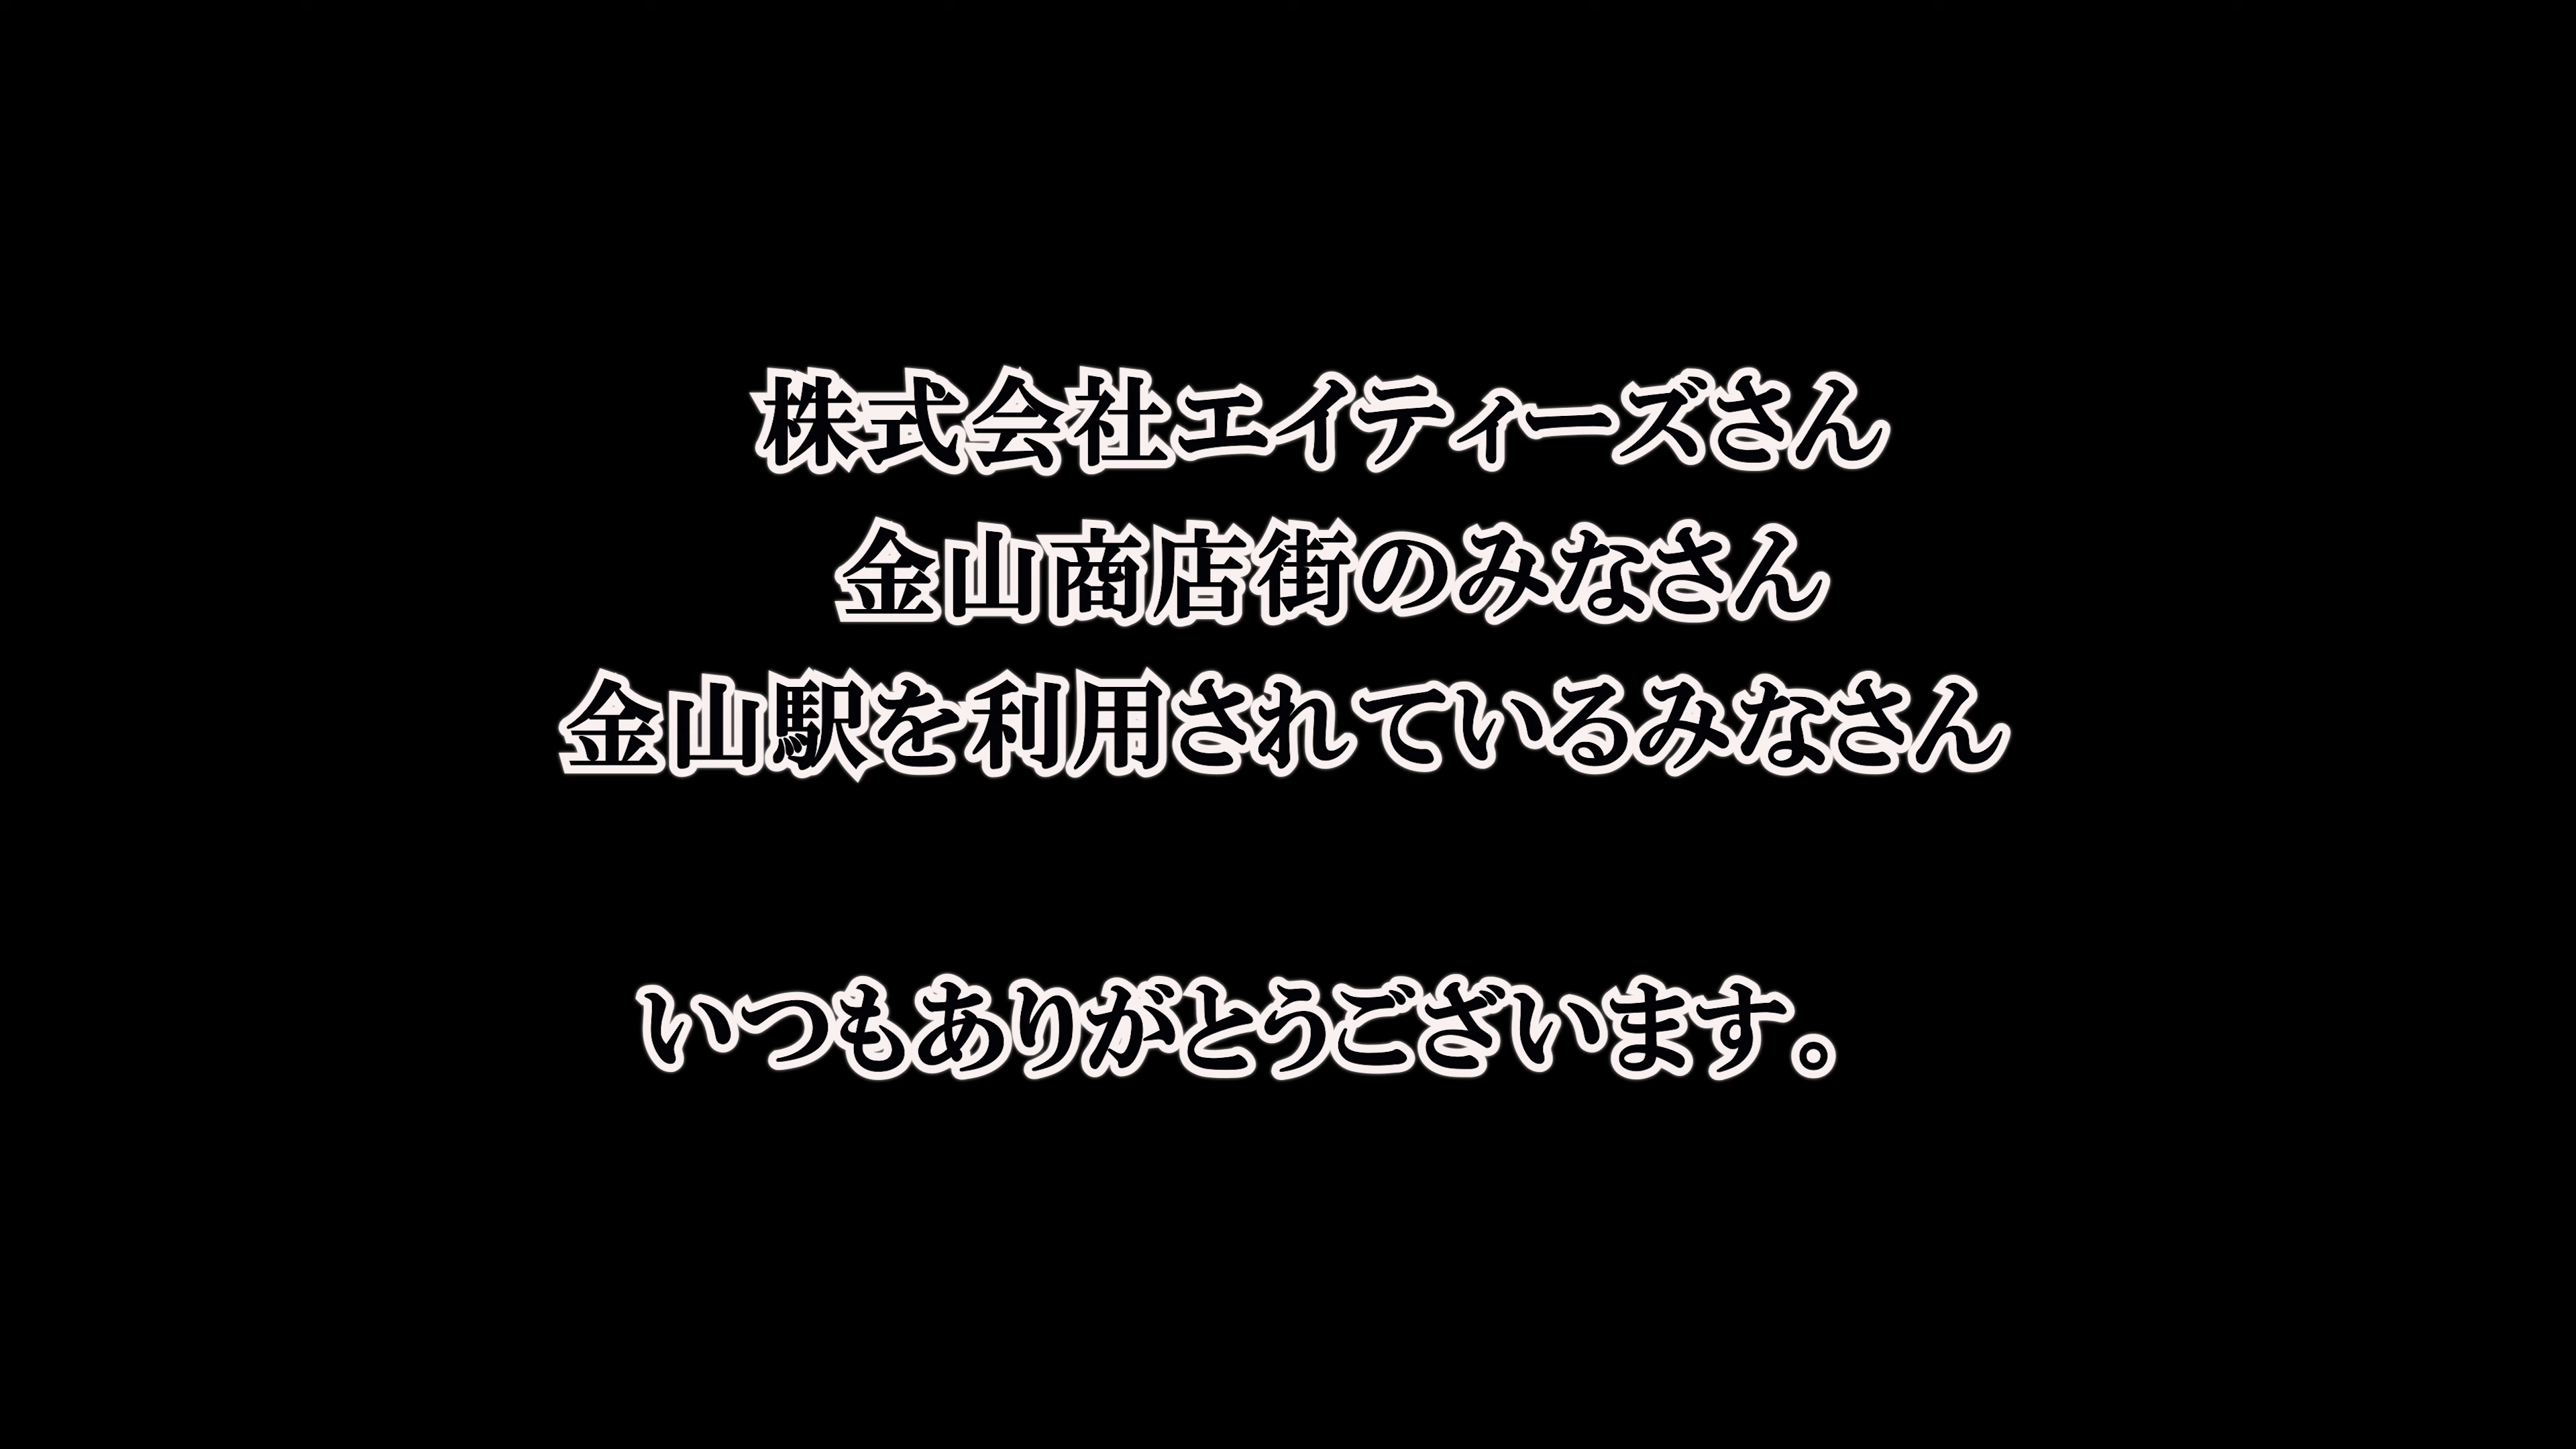 株式会社エイティーズさん
金山商店街のみなさん
金山駅を利用されているみなさん
いつもありがとうございます。